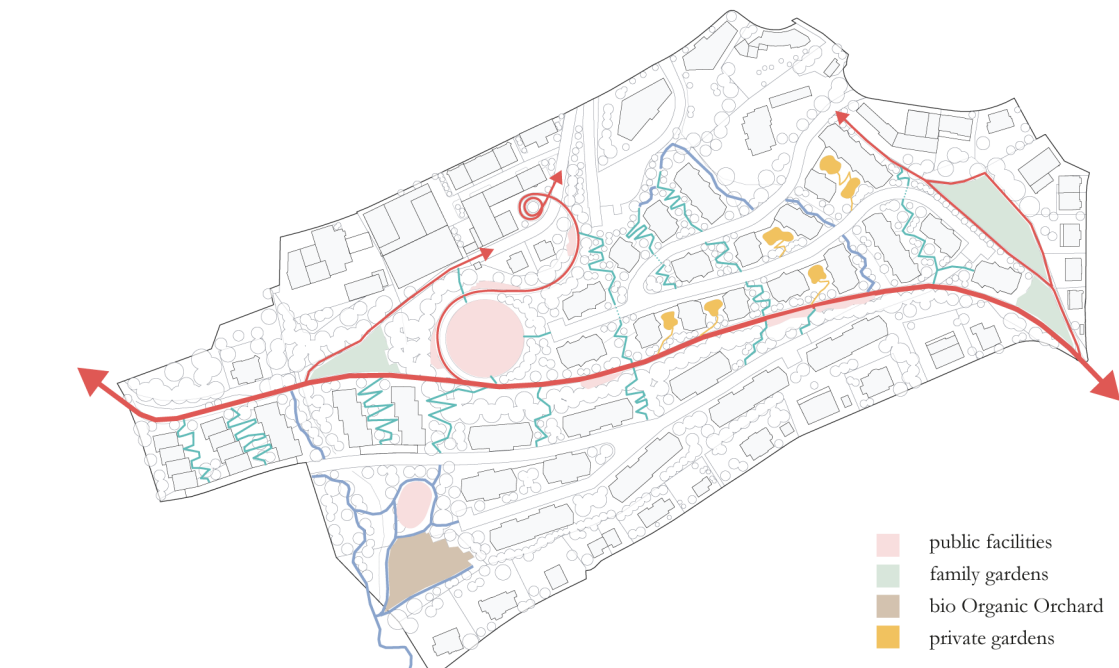 public facilities
family gardens
bio Organic Orchard
private gardens